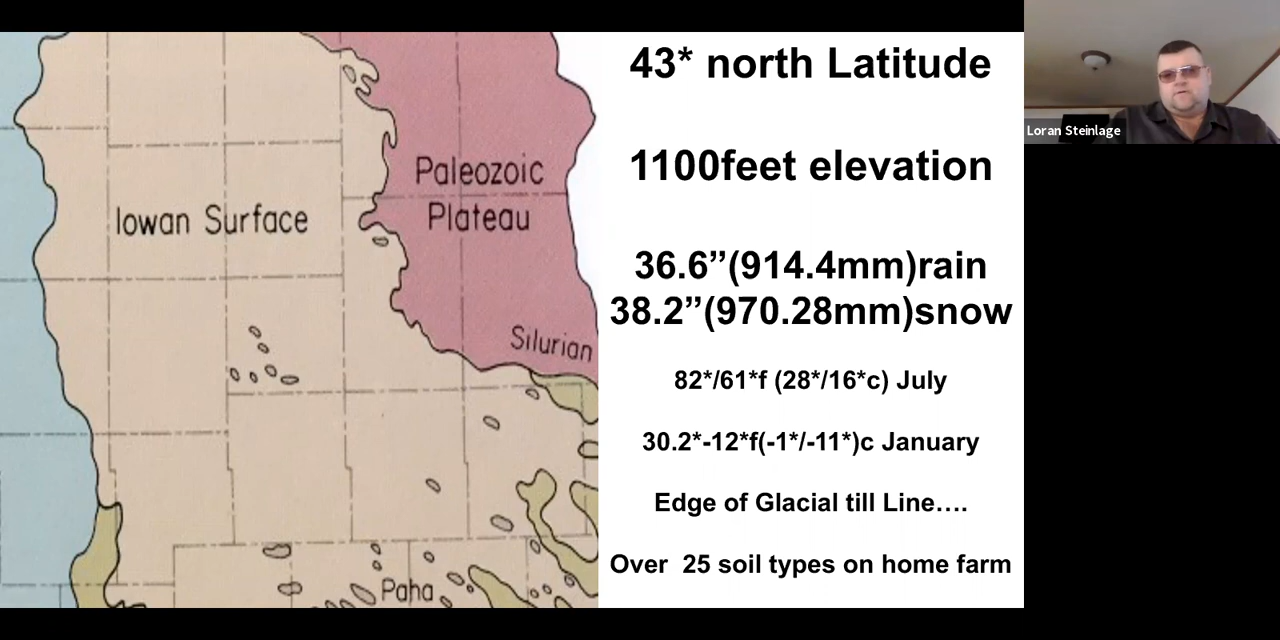 Iowan Surface
Paleozoic
Plateau
Silurian
Paha
43* north Latitude
1100feet elevation
36.6”(914.4mm)rain
38.2”(970.28mm)snow
82*/61*f (28*/16*c) July
30.2*-12*f(-1*/-11*)c January
Edge of Glacial till Line….
Over  25 soil types on home farm
Loran Steinlage